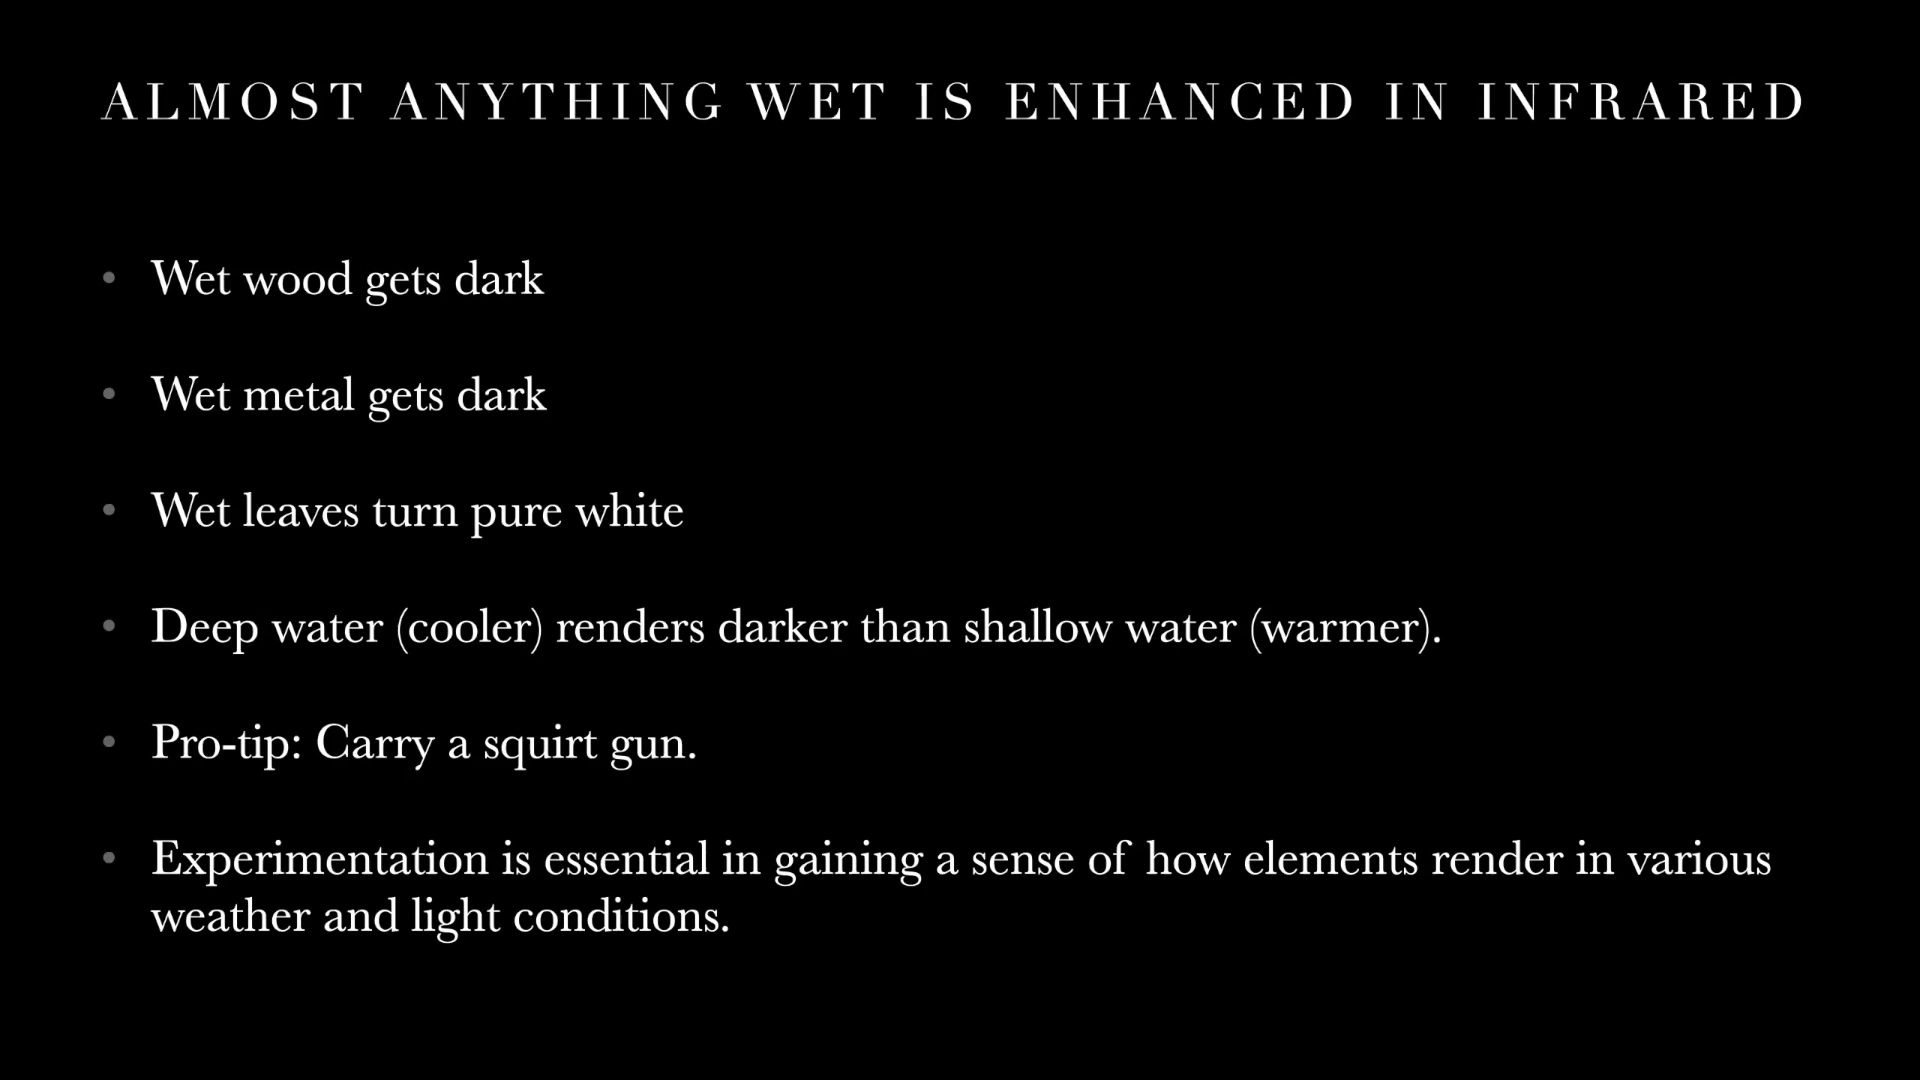 ALMOST ANYTHING WET IS ENHANCED IN INFRARED
• Wet wood gets dark
• Wet metal gets dark
• Wet leaves turn pure white
• Deep water (cooler) renders darker than shallow water (warmer).
• Pro-tip: Carry a squirt gun.
• Experimentation is essential in gaining a sense of how elements render in various
weather and light conditions.